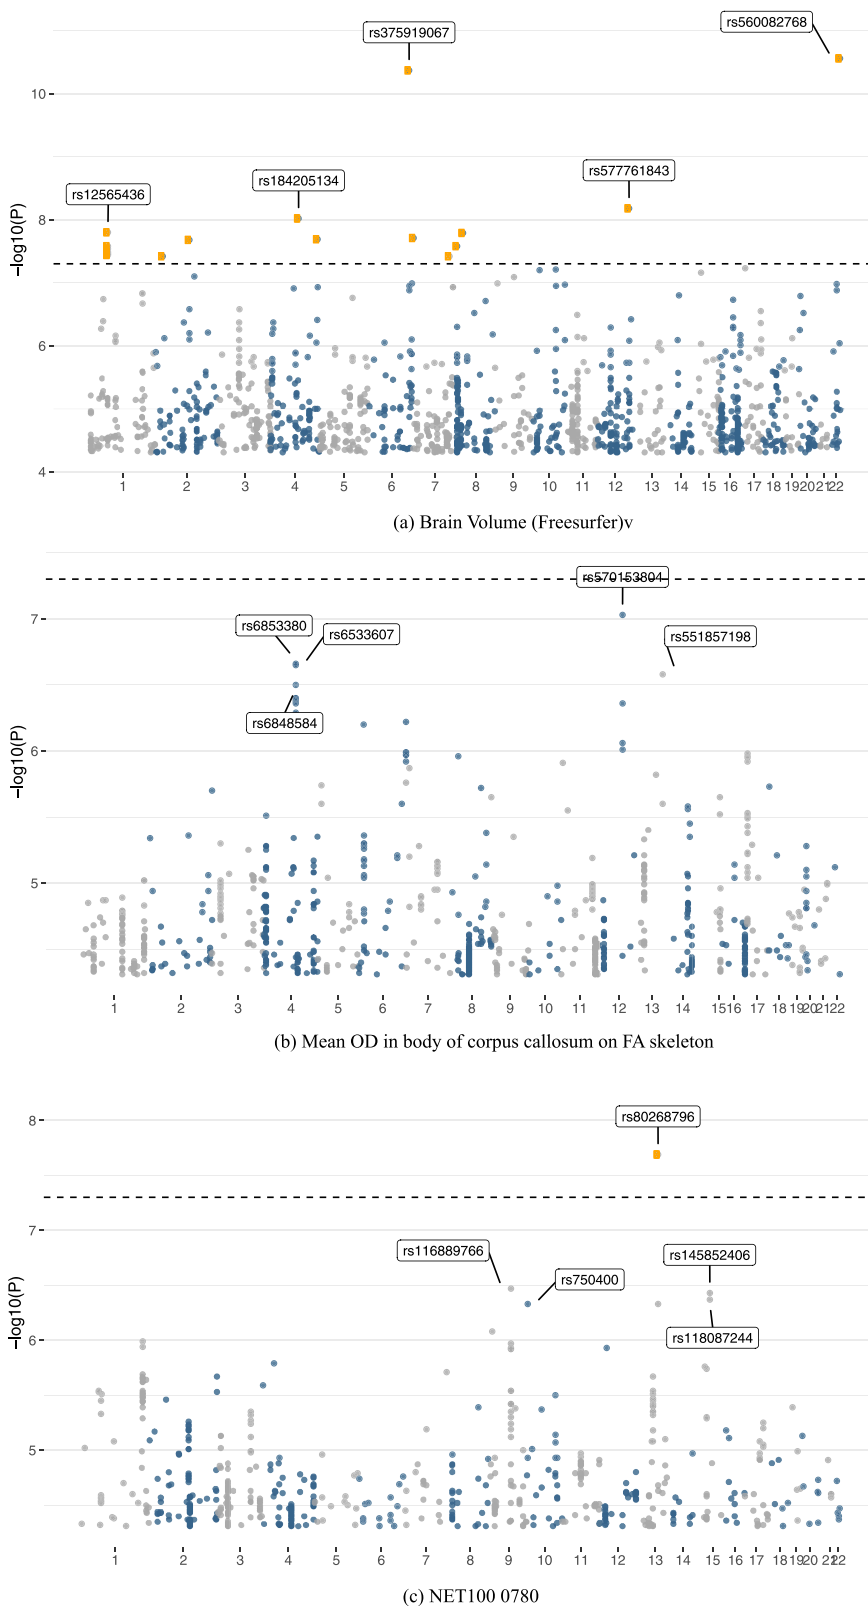 rs560082768
rs375919067
10
rs184205134
rs577761843
rs12565436
8
−log10(P)
6
4
1 2 3 4 5 6 7 8 9 10 11 12 13 14 15 16 17 18 19 20 21 22
(a) Brain Volume (Freesurfer)v
rs570153804
7
rs6853380
rs6533607
rs551857198
rs6848584
6
−log10(P)
5
1 2 3 4 5 6 7 8 9 10 11 12 13 14 15 16 17 18 19 20 21 22
(b) Mean OD in body of corpus callosum on FA skeleton
8
rs80268796
7
rs116889766
rs145852406
rs750400
−log10(P)
6
rs118087244
5
1 2 3 4 5 6 7 8 9 10 11 12 13 14 15 16 17 18 19 20 21 22
(c) NET100 0780